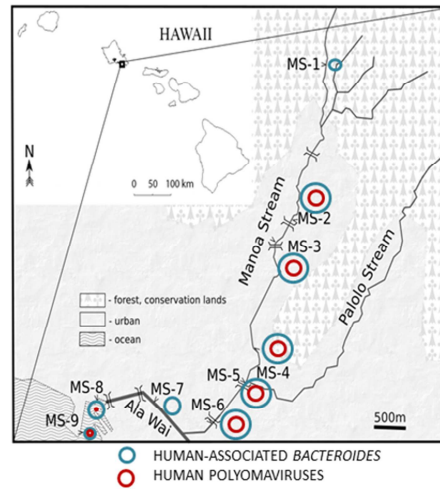 HAWAII
MS-1
N
0 50 100 km
Manoa Stream
MS-2
MS-3
Palolo Stream
- forest, conservation lands
- urban
- ocean
MS-5
MS-4
MS-8
MS-7
MS-6
MS-9
Ala Wai
500m
HUMAN-ASSOCIATED BACTEROIDES
HUMAN POLYOMAVIRUSES